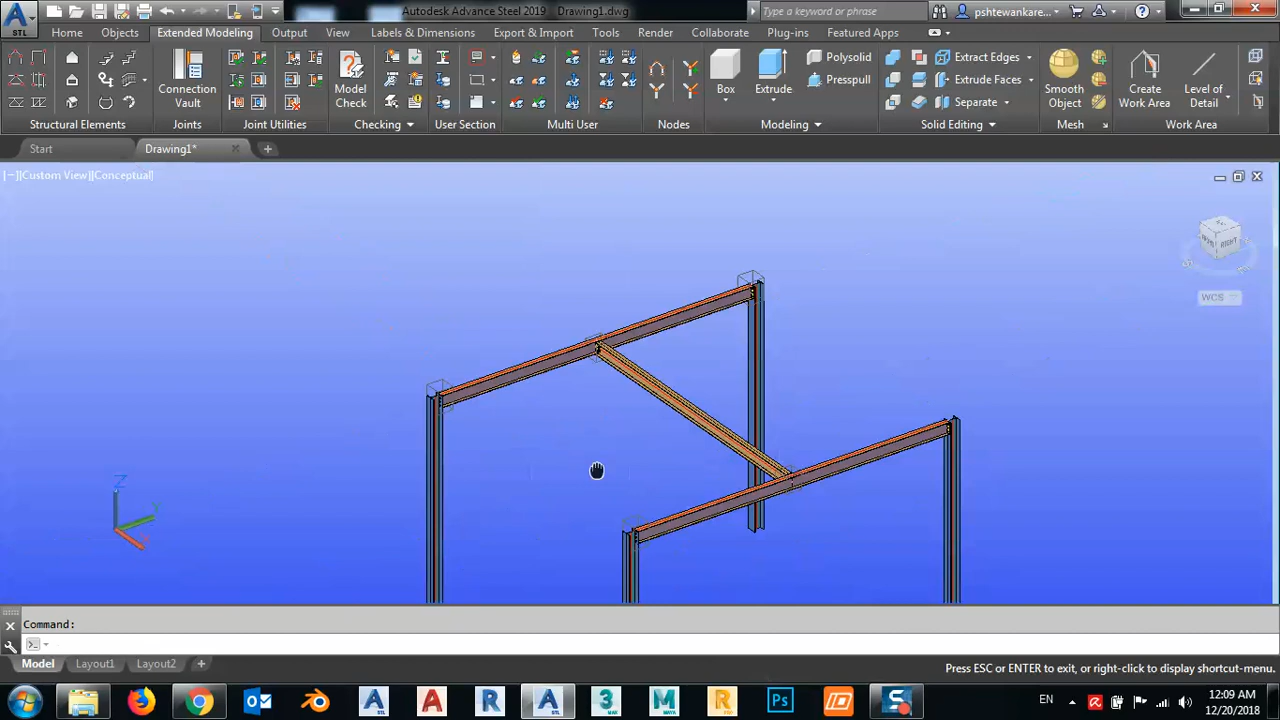 Autodesk Advance Steel 2019 Drawing1.dwg
Type a keyword or phrase
pshtewankare...
STL
Home Objects Extended Modeling Output View Labels & Dimensions Export & Import Tools Render Collaborate Plug-ins Featured Apps
Connection Vault
Model Check
Box
Extrude
Polysolid
Presspull
Extract Edges
Extrude Faces
Separate
Smooth Object
Create Work Area
Level of Detail
Structural Elements Joints Joint Utilities Checking User Section Multi User Nodes Modeling Solid Editing Mesh Work Area
Start Drawing1*
[−][Custom View][Conceptual]
RIGHT
WCS
Z
Y
X
Command:
Model Layout1 Layout2
Press ESC or ENTER to exit, or right-click to display shortcut-menu.
EN
12:09 AM
12/20/2018